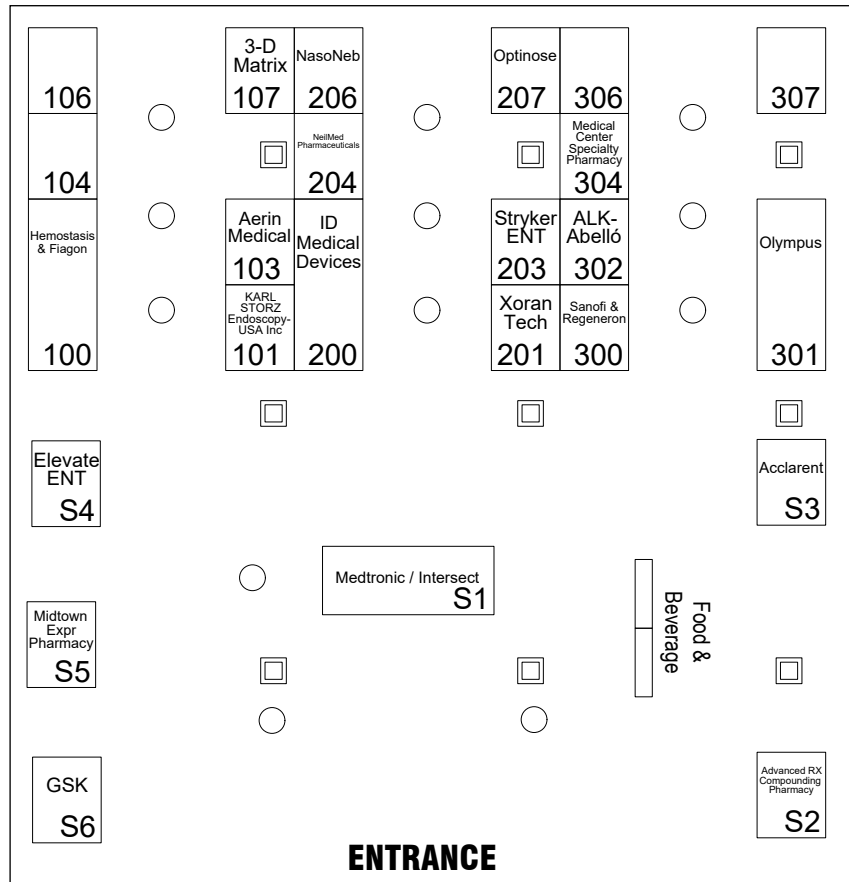 106
3-D
Matrix
107
NasoNeb
206
Optinose
207
306
307
104
NeilMed
Pharmaceuticals
204
Medical
Center
Specialty
Pharmacy
304
Hemostasis
& Fiagon
100
Aerin
Medical
103
ID
Medical
Devices
200
Stryker
ENT
203
ALK-
Abelló
302
Olympus
301
KARL
STORZ
Endoscopy-
USA Inc
101
Xoran
Tech
201
Sanofi &
Regeneron
300
Elevate
ENT
S4
Acclarent
S3
Medtronic / Intersect
S1
Food &
Beverage
Midtown
Expr
Pharmacy
S5
GSK
S6
Advanced RX
Compounding
Pharmacy
S2
ENTRANCE